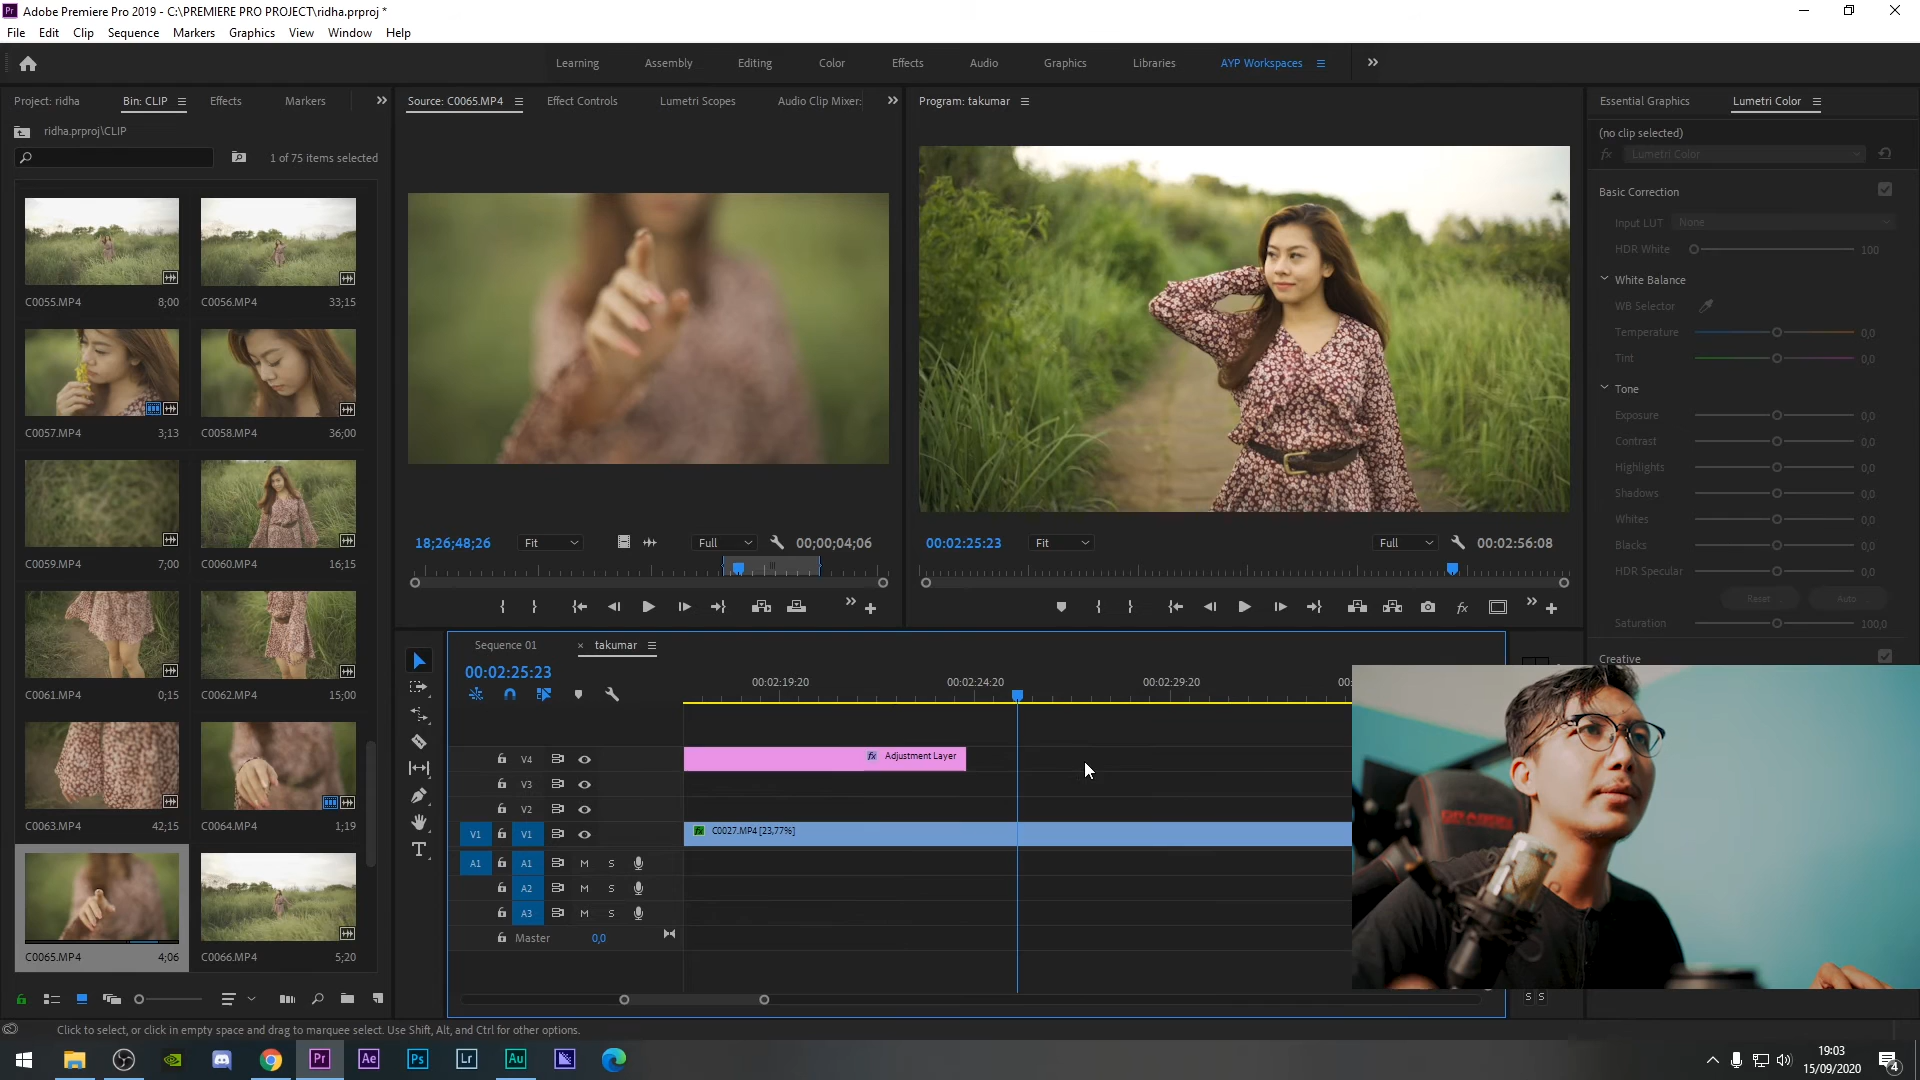 Adobe Premiere Pro 2019 - C:\PREMIERE PRO PROJECT\ridha.prproj *
File Edit Clip Sequence Markers Graphics View Window Help
Learning Assembly Editing Color Effects Audio Graphics Libraries AYP Workspaces
Project: ridha Bin: CLIP Effects Markers
ridha.prproj\CLIP
1 of 75 items selected
C0055.MP4 8;00 C0056.MP4 33;15
C0057.MP4 3;13 C0058.MP4 36;00
C0059.MP4 7;00 C0060.MP4 16;15
C0061.MP4 0;15 C0062.MP4 15;00
C0063.MP4 42;15 C0064.MP4 1;19
C0065.MP4 4;06 C0066.MP4 5;20
Source: C0065.MP4 Effect Controls Lumetri Scopes Audio Clip Mixer:
18;26;48;26 Fit Full 00;00;04;06
Program: takumar
00:02:25:23 Fit Full 00:02:56:08
Essential Graphics Lumetri Color
(no clip selected)
fx Lumetri Color
Basic Correction
Input LUT None
HDR White 100
White Balance
WB Selector
Temperature 0,0
Tint 0,0
Tone
Exposure 0,0
Contrast 0,0
Highlights 0,0
Shadows 0,0
Whites 0,0
Blacks 0,0
HDR Specular 0,0
Reset Auto
Saturation 100,0
Creative
Sequence 01 × takumar
00:02:25:23
00:02:19:20 00:02:24:20 00:02:29:20 00:
V4 fx Adjustment Layer
V3
V2
V1 V1 fx C0027.MP4 [23,77%]
A1 A1 M S
A2 M S
A3 M S
Master 0,0
S S
Click to select, or click in empty space and drag to marquee select. Use Shift, Alt, and Ctrl for other options.
Pr Ae Ps Lr Au
19:03
15/09/2020
4